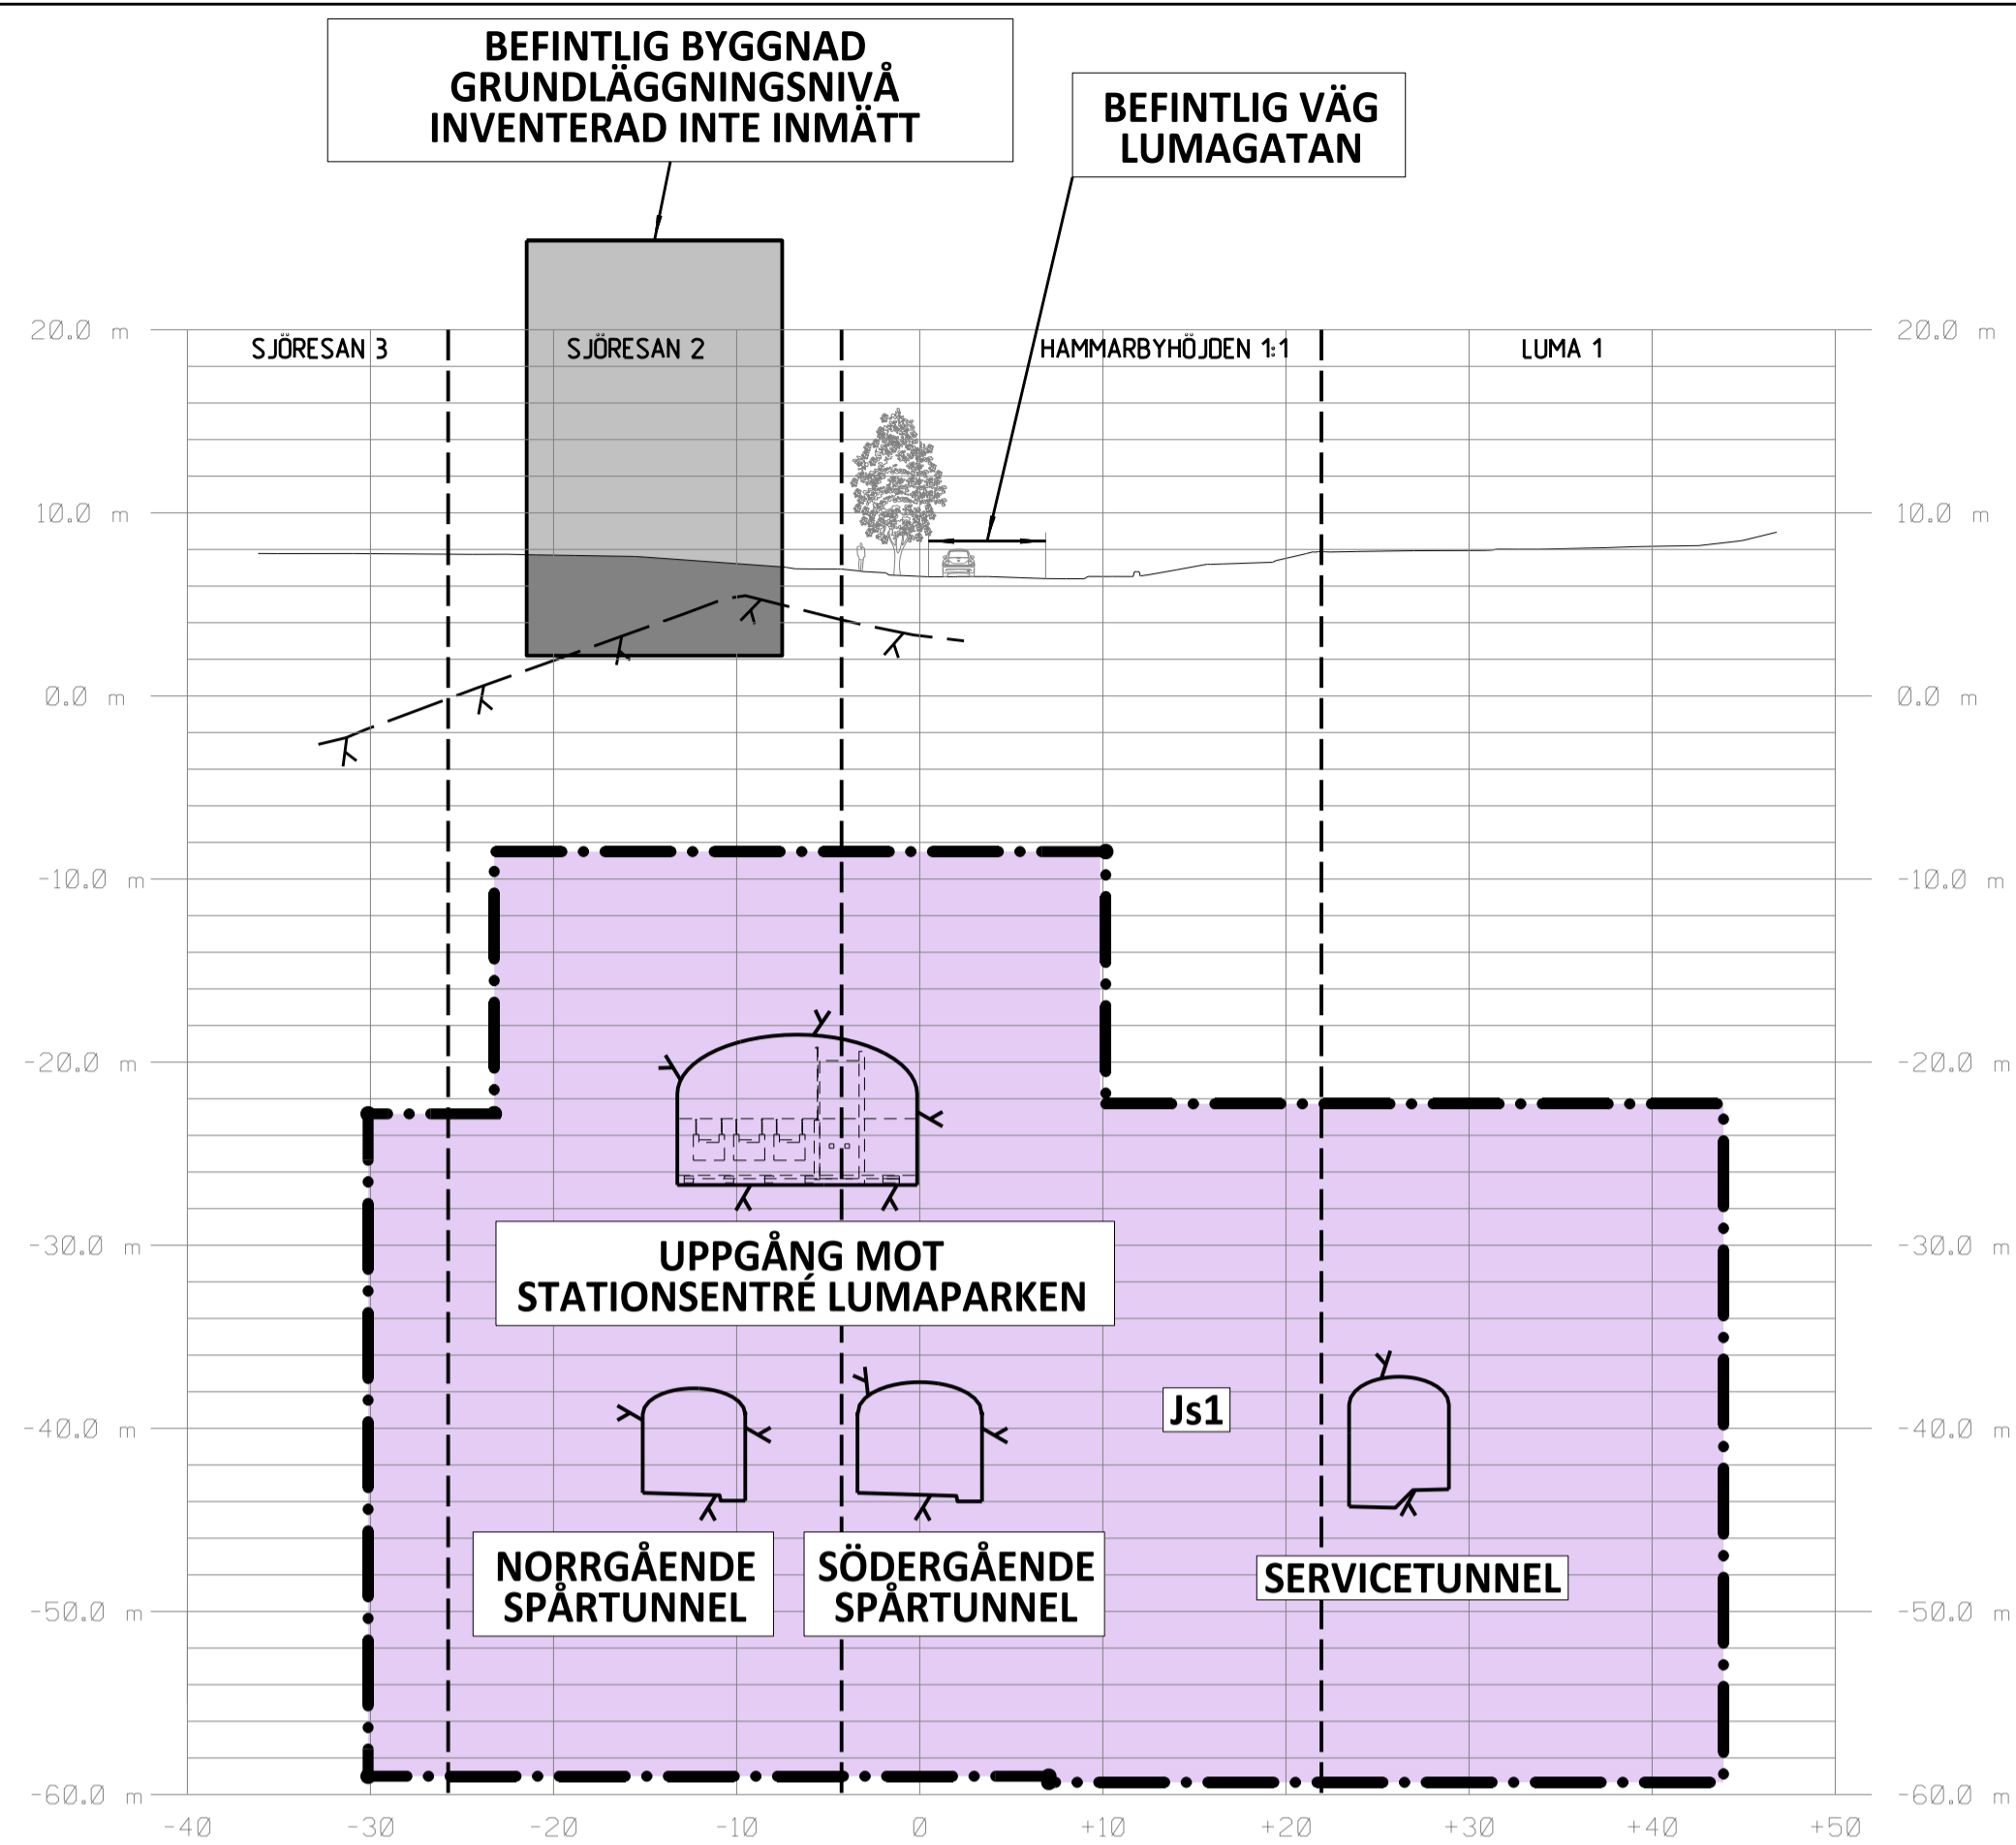 BEFINTLIG BYGGNAD
GRUNDLÄGGNINGSNIVÅ
INVENTERAD INTE INMÄTT
BEFINTLIG VÄG
LUMAGATAN
20.0 m
20.0 m
SJÖRESAN 3
SJÖRESAN 2
HAMMARBYHÖJDEN 1:1
LUMA 1
10.0 m
10.0 m
0.0 m
0.0 m
-10.0 m
-10.0 m
-20.0 m
-20.0 m
-30.0 m
-30.0 m
UPPGÅNG MOT
STATIONSENTRÉ LUMAPARKEN
Js1
-40.0 m
-40.0 m
NORRGÅENDE
SPÅRTUNNEL
SÖDERGÅENDE
SPÅRTUNNEL
SERVICETUNNEL
-50.0 m
-50.0 m
-60.0 m
-60.0 m
-40
-30
-20
-10
0
+10
+20
+30
+40
+50